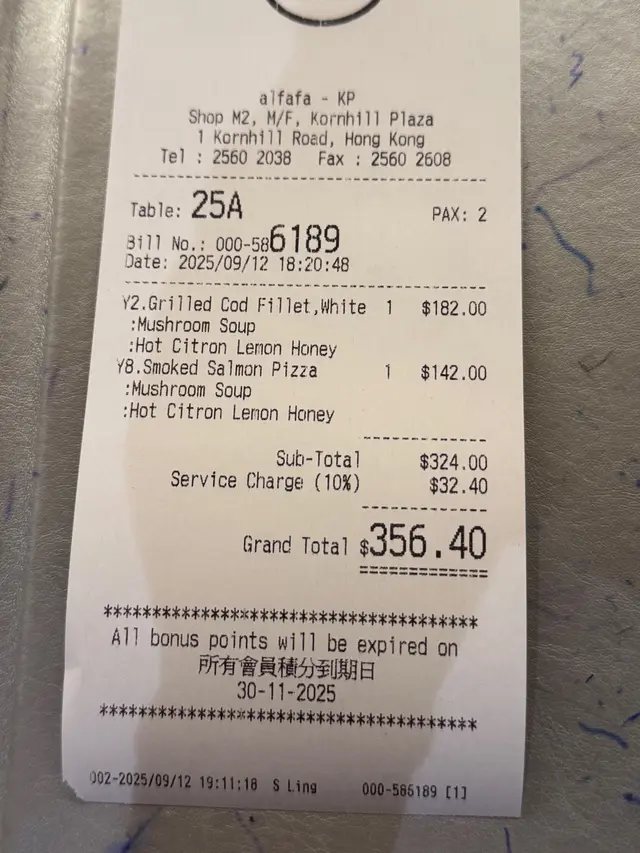 alfafa - KP
Shop M2, M/F, Kornhill Plaza
1 Kornhill Road, Hong Kong
Tel : 2560 2038 Fax : 2560 2608
--------------------------------
Table: 25A PAX: 2
Bill No.: 000-586189
Date: 2025/09/12 18:20:48
--------------------------------
Y2.Grilled Cod Fillet,White 1 $182.00
:Mushroom Soup
:Hot Citron Lemon Honey
Y8.Smoked Salmon Pizza 1 $142.00
:Mushroom Soup
:Hot Citron Lemon Honey
-----------
Sub-Total $324.00
Service Charge (10%) $32.40
-----------
Grand Total $356.40
===========
**************************************
All bonus points will be expired on
所有會員積分到期日
30-11-2025
**************************************
002-2025/09/12 19:11:18 S Ling 000-586189 [1]